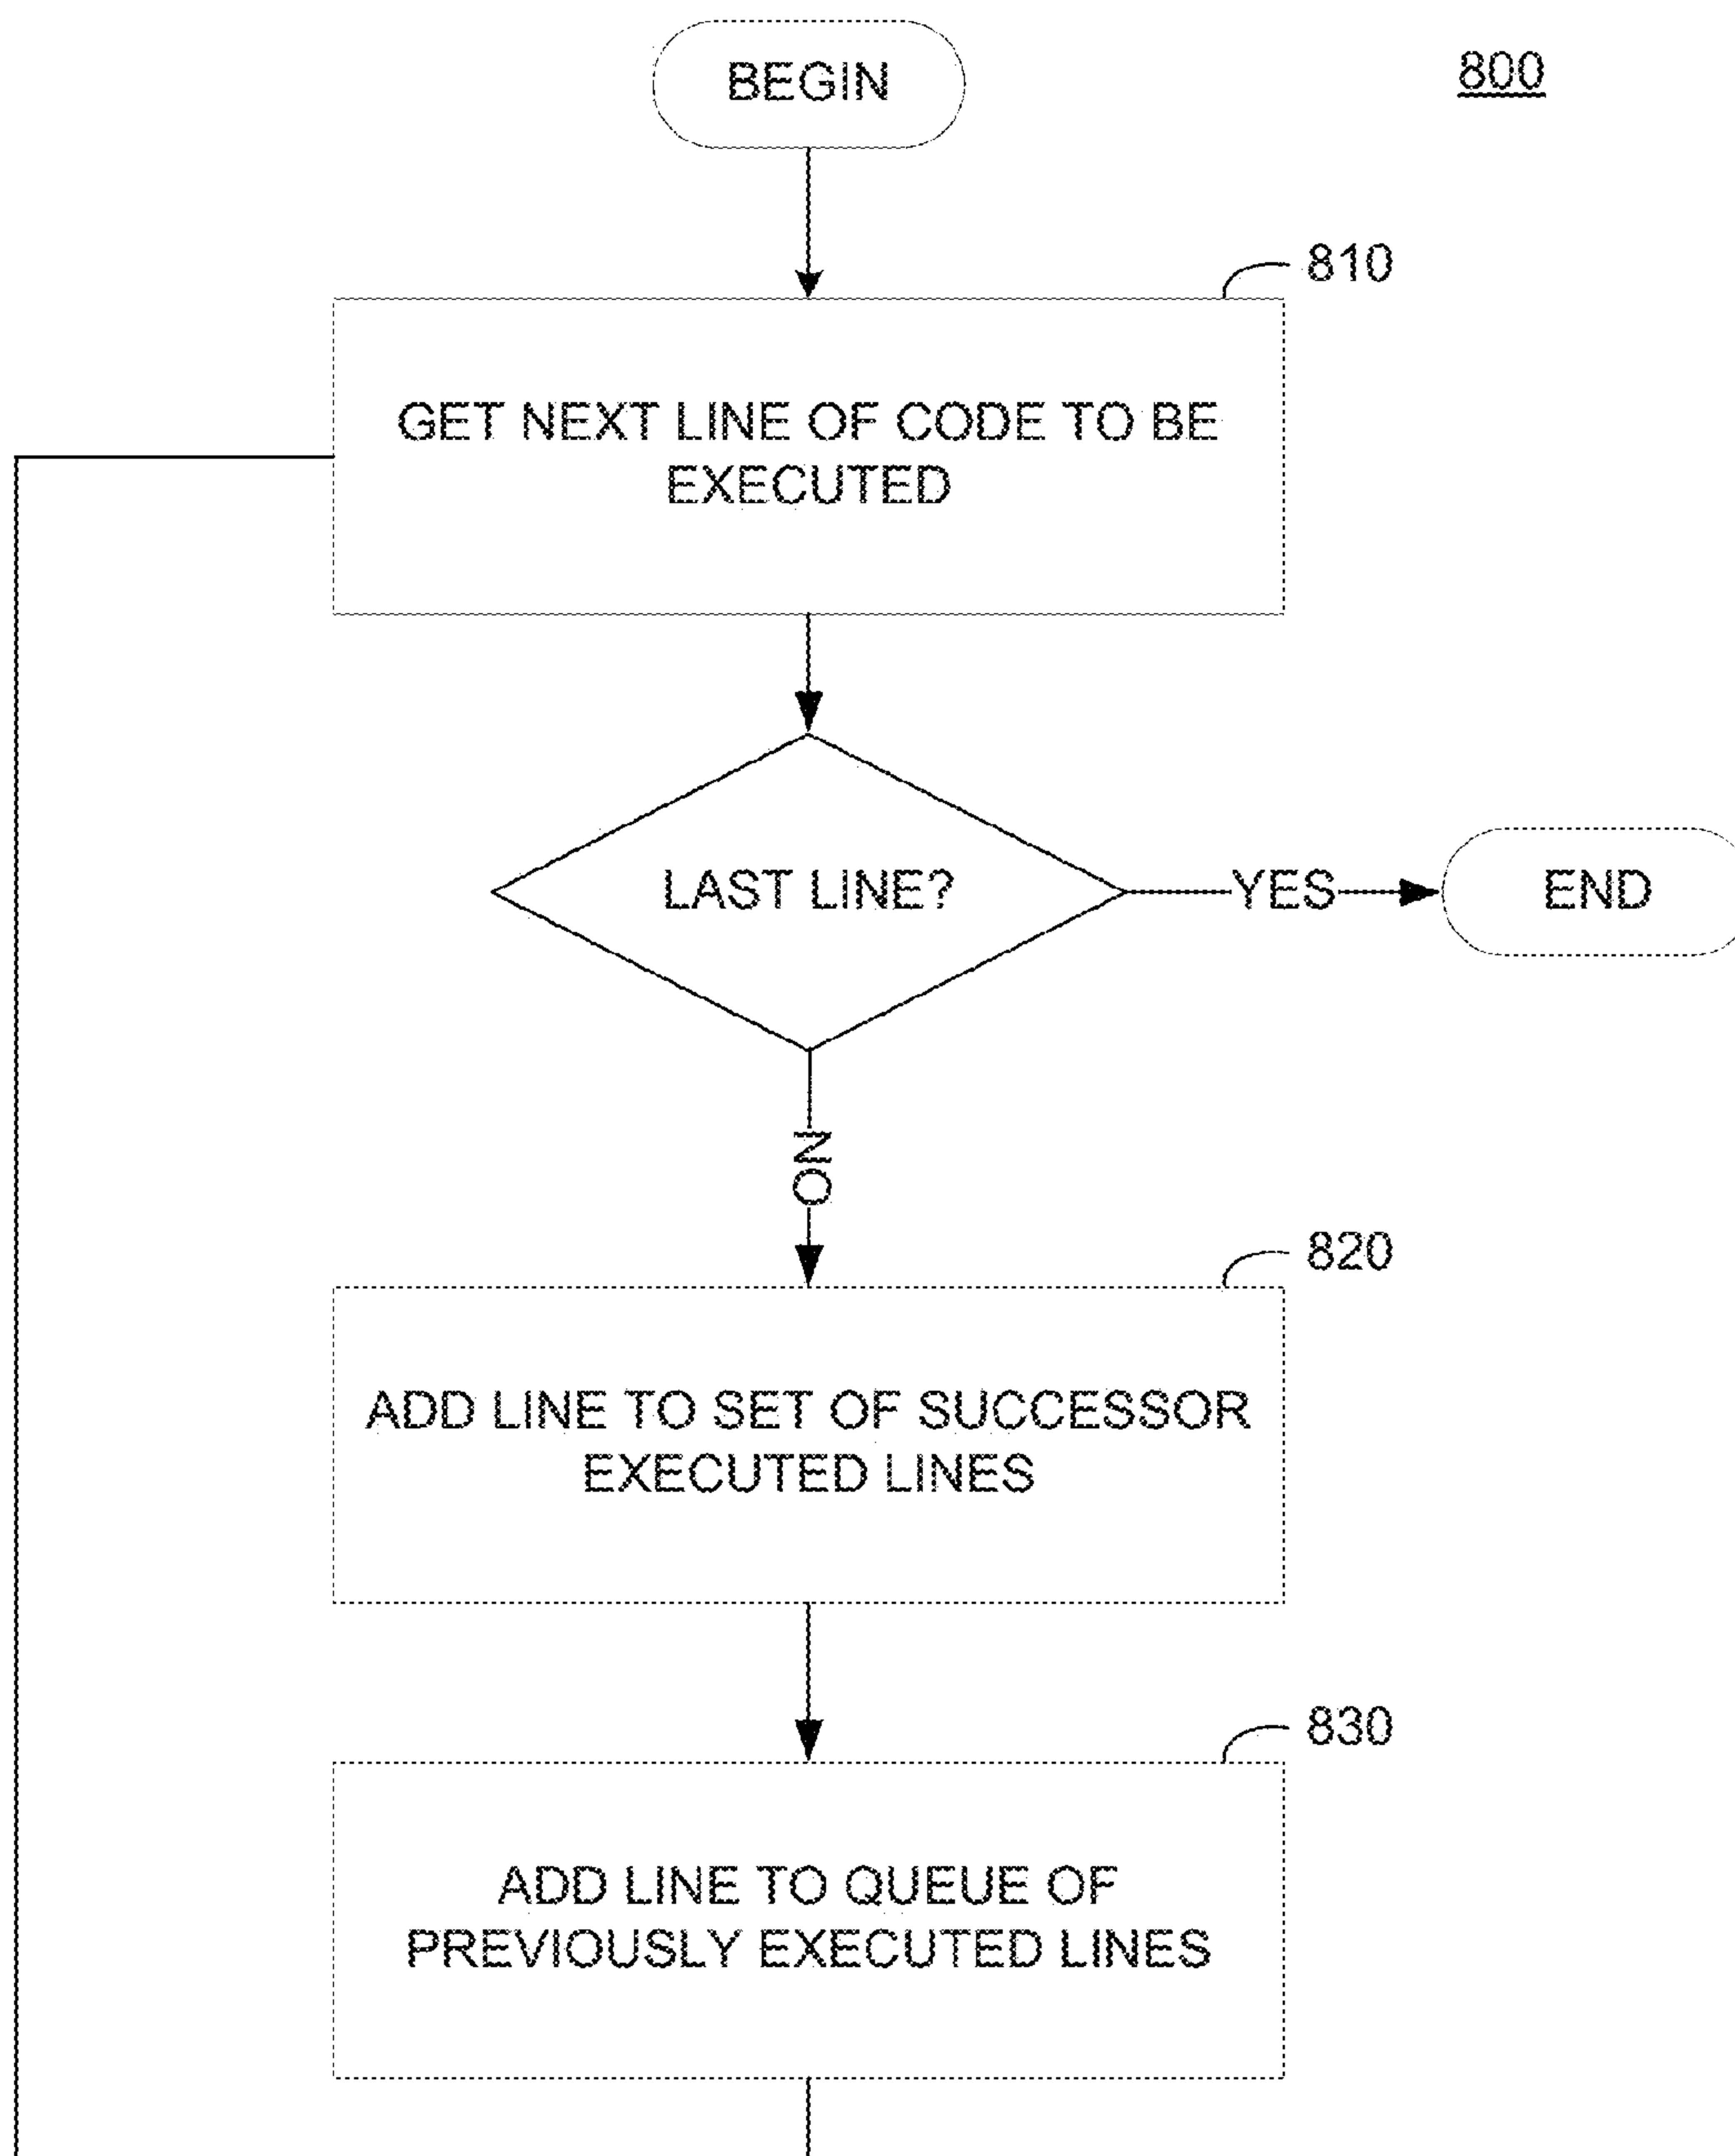 BEGIN
800
810
GET NEXT LINE OF CODE TO BE
EXECUTED
LAST LINE?
YES
END
NO
820
ADD LINE TO SET OF SUCCESSOR
EXECUTED LINES
830
ADD LINE TO QUEUE OF
PREVIOUSLY EXECUTED LINES